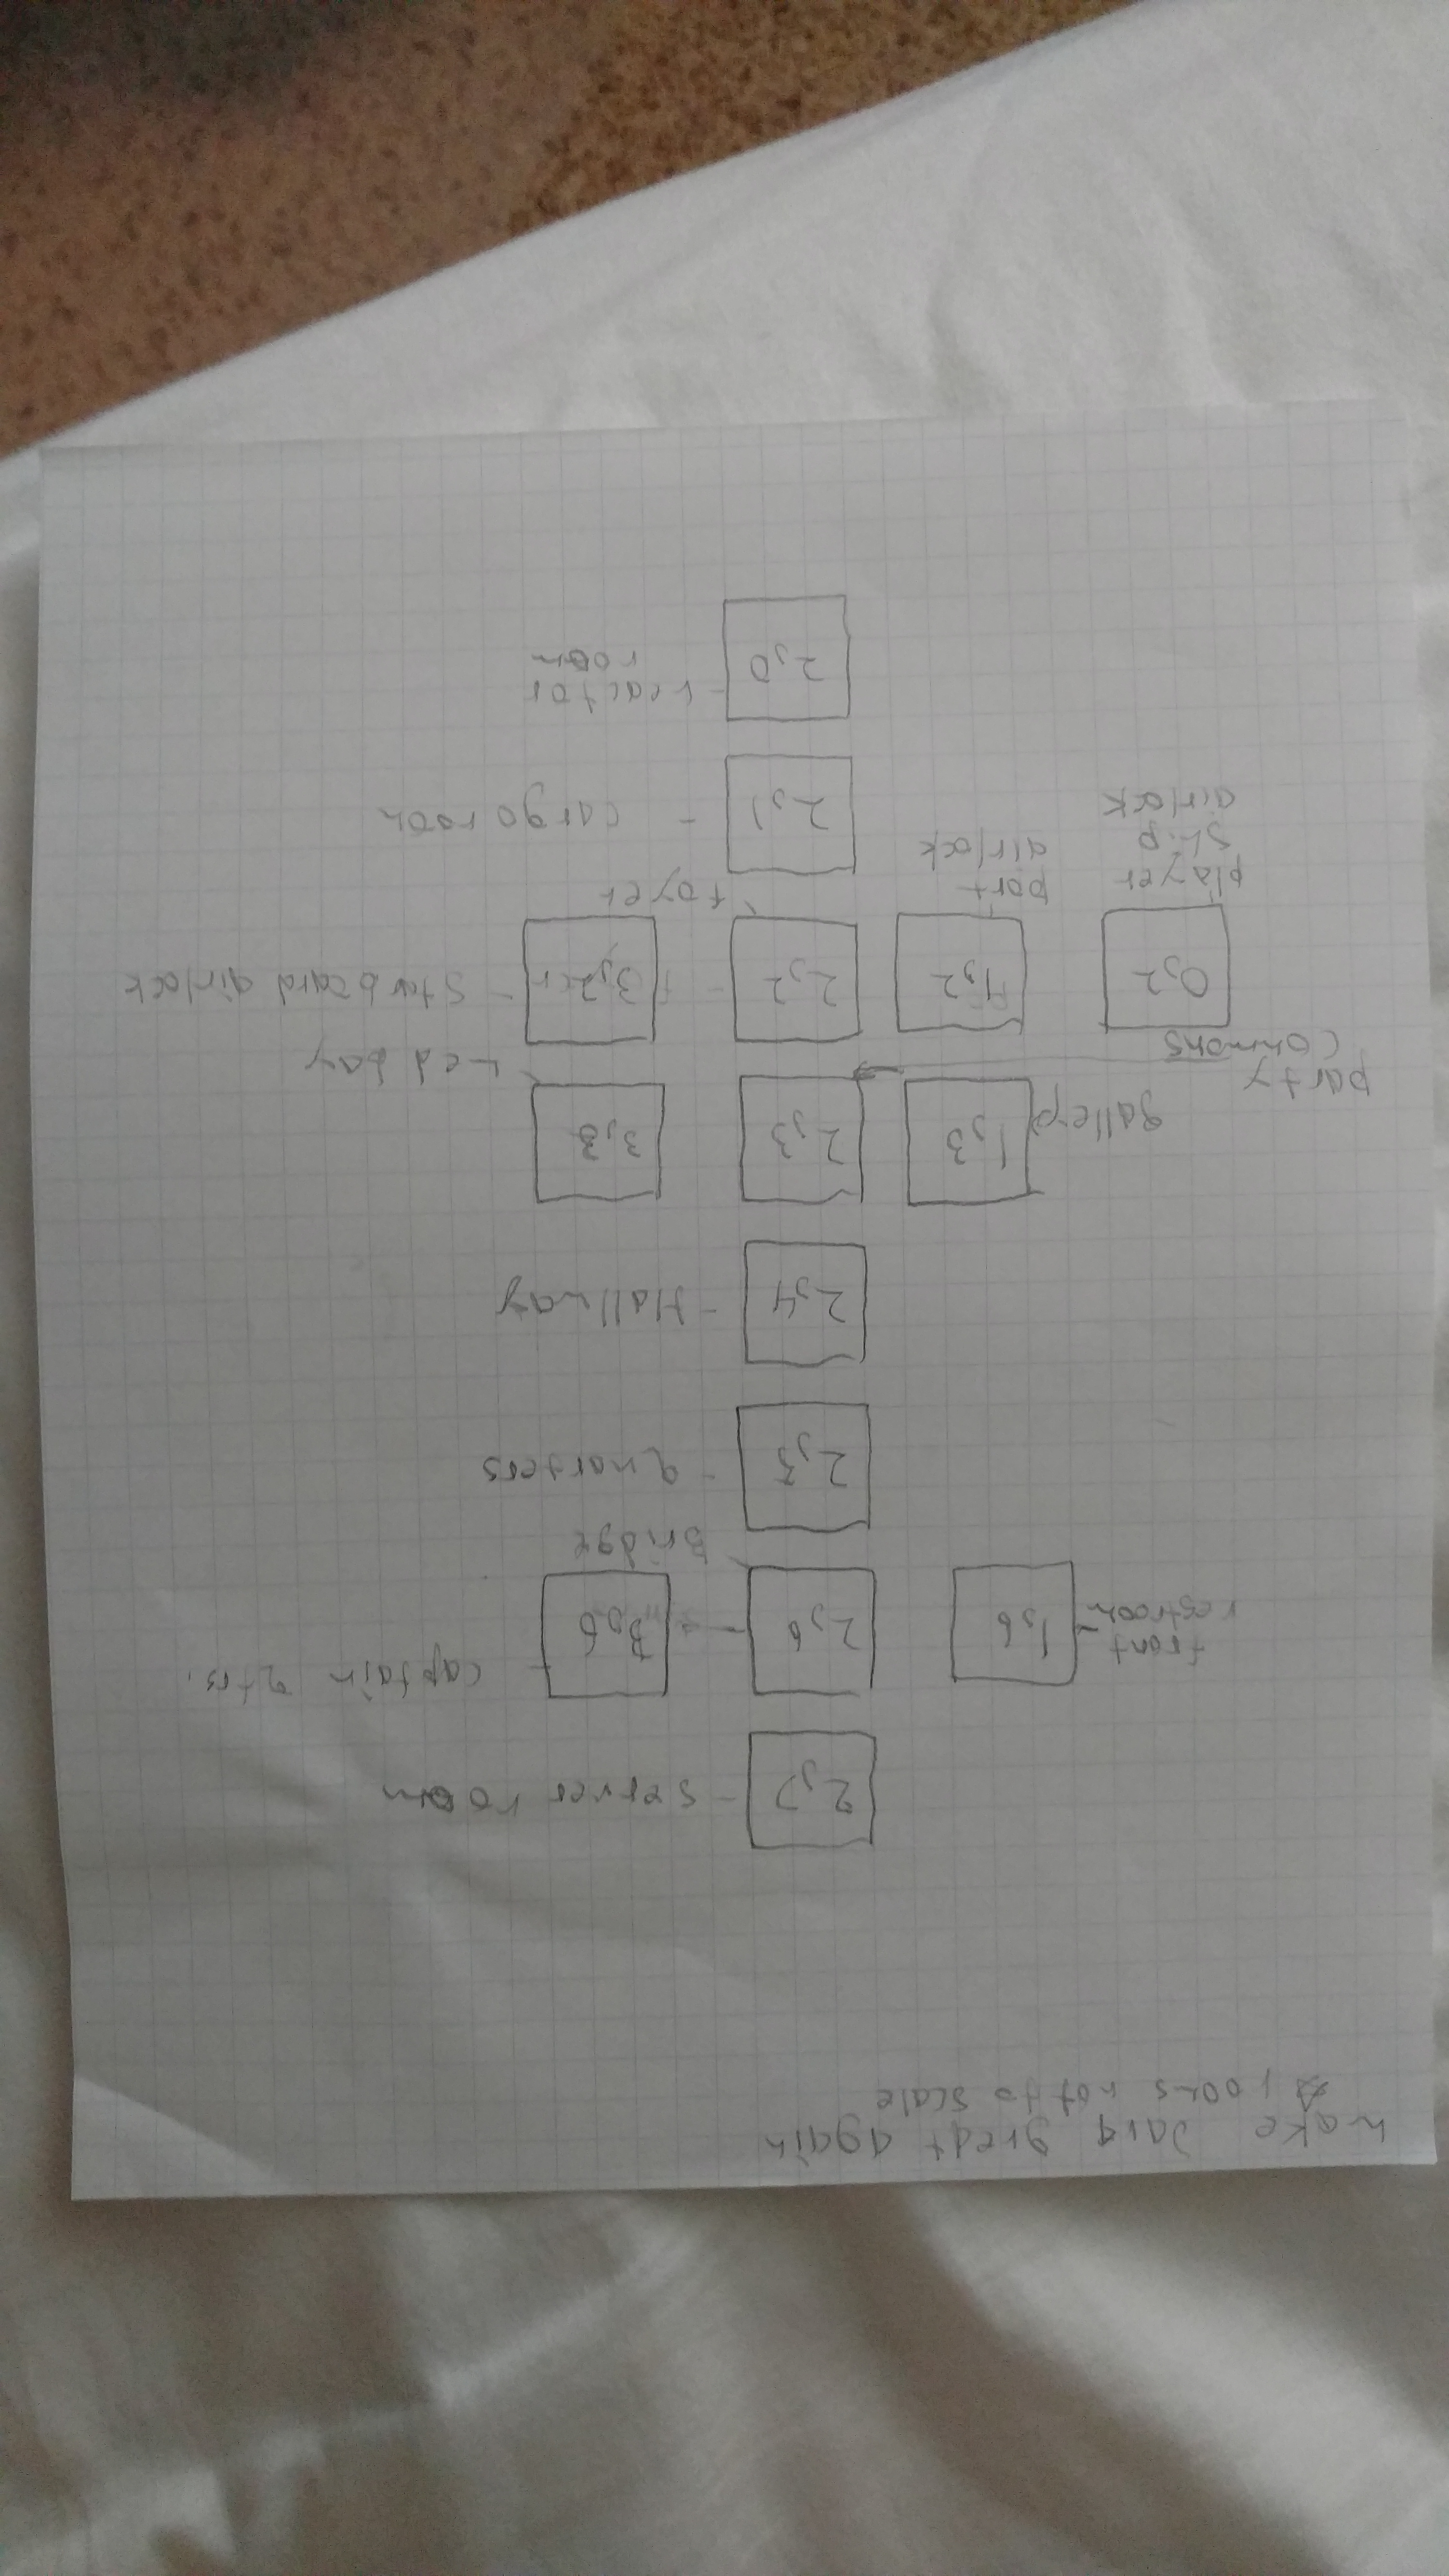 make Java great again
☆ rooms not to scale
2,7 - server room
front
restroom - 1,6
2,6
3,6 - captain qtrs.
Bridge
2,5 - quarters
2,4 - Hallway
galley 1,3
2,3
3,3
party
commons
Med bay
0,2
1,2
2,2
3,2 - Starboard airlock
player
ship
airlock
port
airlock
foyer
2,1 - cargo room
2,0 - reactor
room